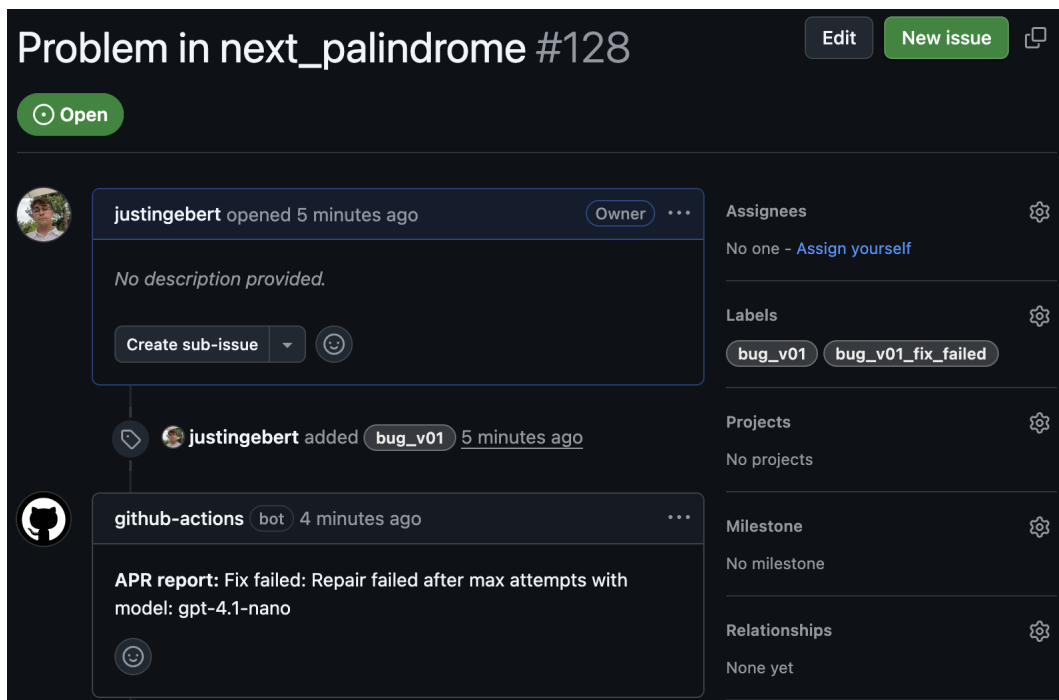 Problem in next_palindrome #128
Edit
New issue
Open
justingebert opened 5 minutes ago
Owner
No description provided.
Create sub-issue
justingebert added bug_v01 5 minutes ago
github-actions bot 4 minutes ago
APR report: Fix failed: Repair failed after max attempts with
model: gpt-4.1-nano
Assignees
No one - Assign yourself
Labels
bug_v01 bug_v01_fix_failed
Projects
No projects
Milestone
No milestone
Relationships
None yet